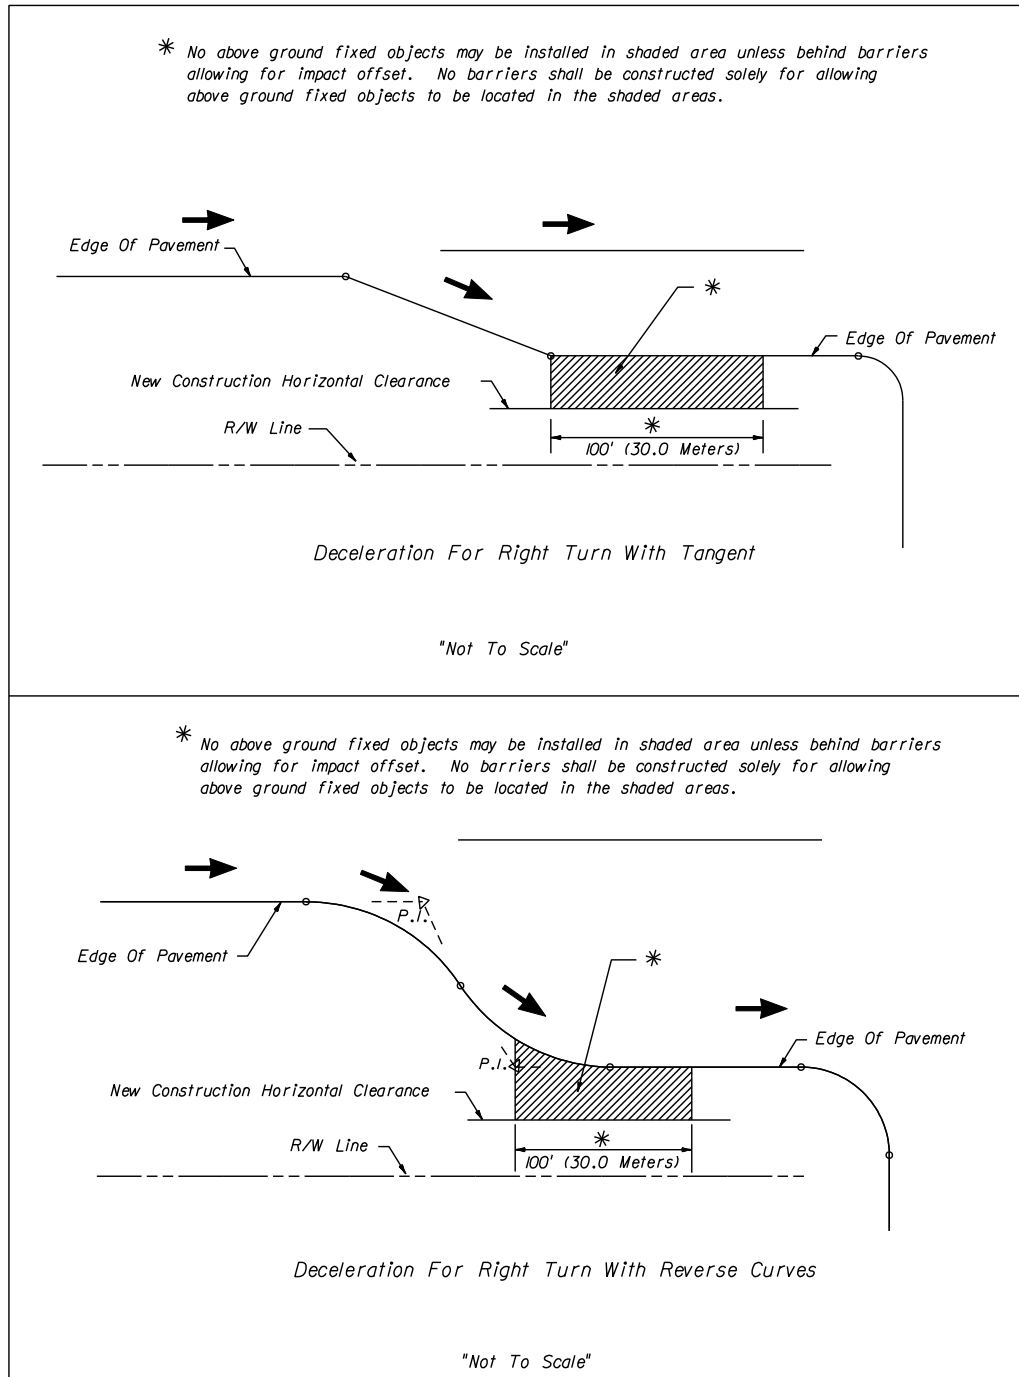 * No above ground fixed objects may be installed in shaded area unless behind barriers
allowing for impact offset. No barriers shall be constructed solely for allowing
above ground fixed objects to be located in the shaded areas.
Edge Of Pavement
*
Edge Of Pavement
New Construction Horizontal Clearance
R/W Line
*
100' (30.0 Meters)
Deceleration For Right Turn With Tangent
"Not To Scale"
* No above ground fixed objects may be installed in shaded area unless behind barriers
allowing for impact offset. No barriers shall be constructed solely for allowing
above ground fixed objects to be located in the shaded areas.
P.I.
Edge Of Pavement
*
Edge Of Pavement
P.I.
New Construction Horizontal Clearance
R/W Line
*
100' (30.0 Meters)
Deceleration For Right Turn With Reverse Curves
"Not To Scale"